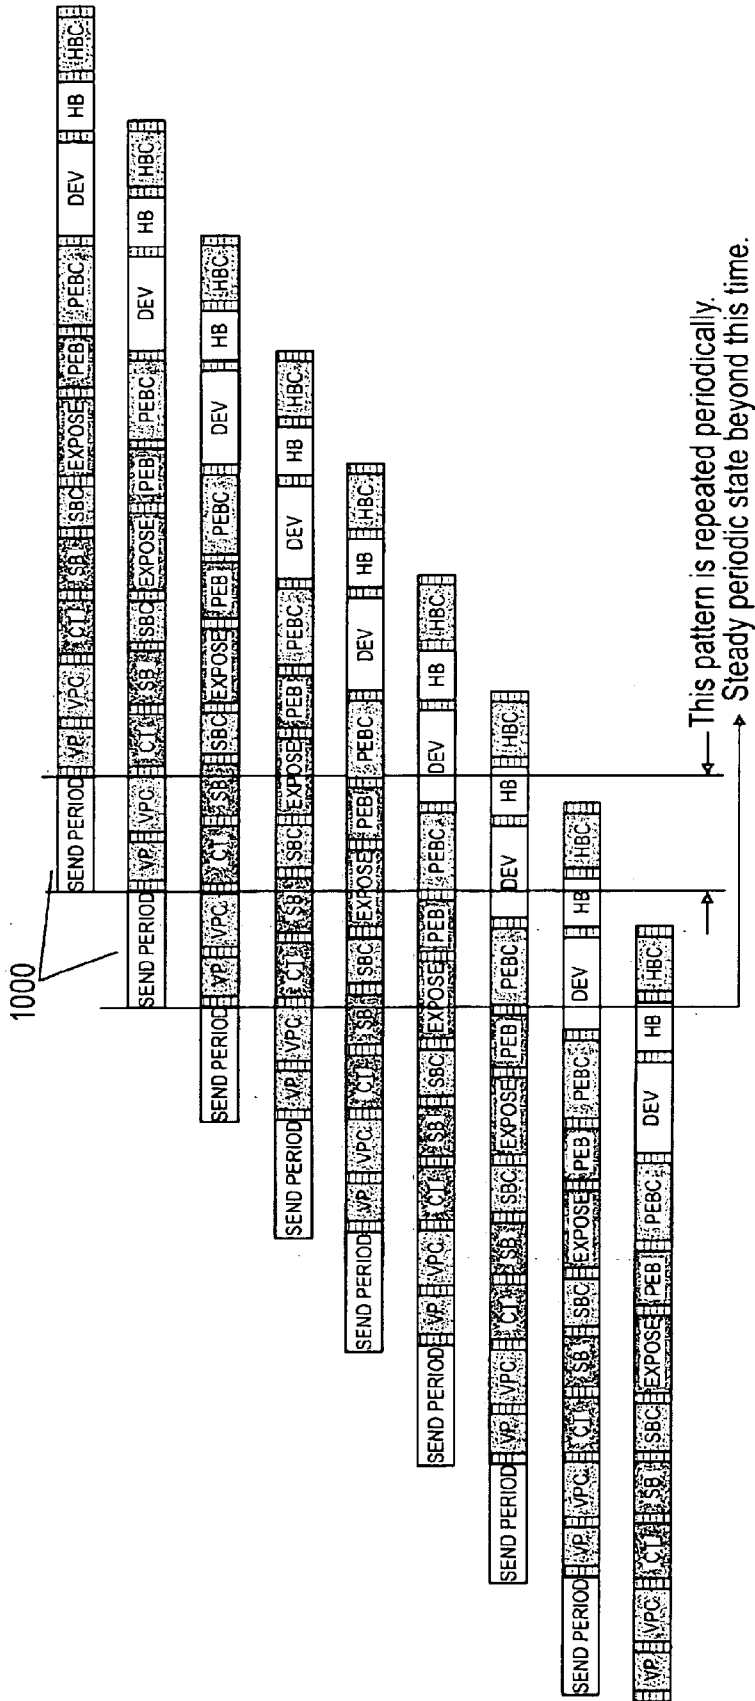 1000
SEND PERIOD VP VPC CT SB SBC EXPOSE PEB PEBC DEV HB HBC
SEND PERIOD VP VPC CT SB SBC EXPOSE PEB PEBC DEV HB HBC
SEND PERIOD VP VPC CT SB SBC EXPOSE PEB PEBC DEV HB HBC
SEND PERIOD VP VPC CT SB SBC EXPOSE PEB PEBC DEV HB HBC
SEND PERIOD VP VPC CT SB SBC EXPOSE PEB PEBC DEV HB HBC
SEND PERIOD VP VPC CT SB SBC EXPOSE PEB PEBC DEV HB HBC
SEND PERIOD VP VPC CT SB SBC EXPOSE PEB PEBC DEV HB HBC
SEND PERIOD VP VPC CT SB SBC EXPOSE PEB PEBC DEV HB HBC
VP VPC CT SB SBC EXPOSE PEB PEBC DEV HB HBC
This pattern is repeated periodically.
Steady periodic state beyond this time.